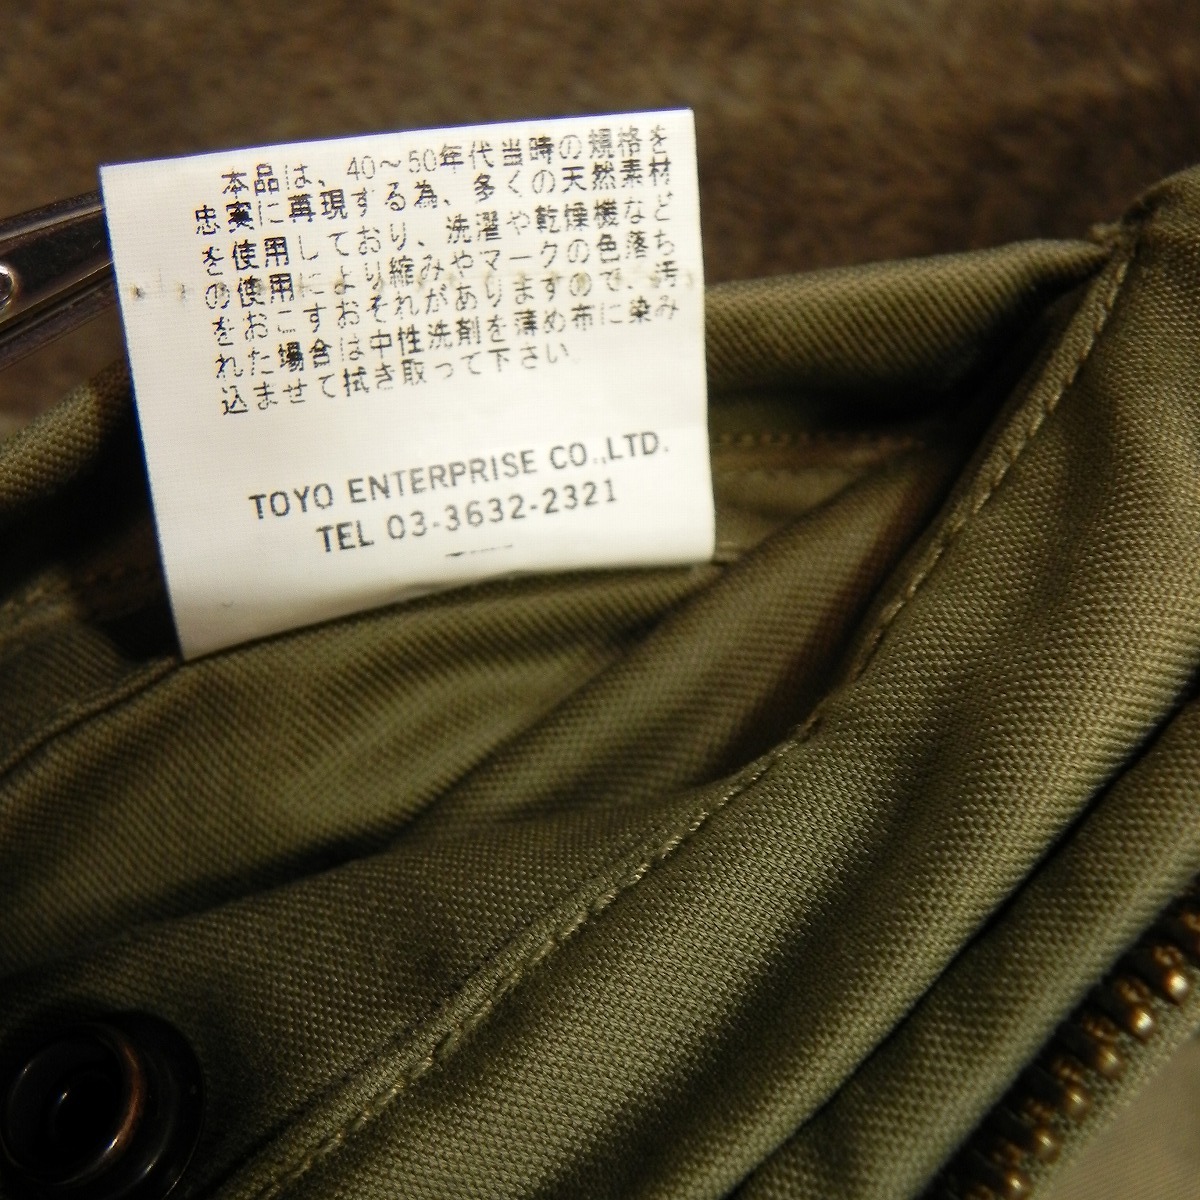 本品は、40～50年代当時の規格を
忠実に再現する為、多くの天然素材
を使用しており、洗濯や乾燥機など
の使用により縮みやマークの色落ち
をおこすおそれがありますので、汚
れた場合は中性洗剤を薄め布に染み
込ませて拭き取って下さい。
TOYO ENTERPRISE CO.,LTD.
TEL 03-3632-2321